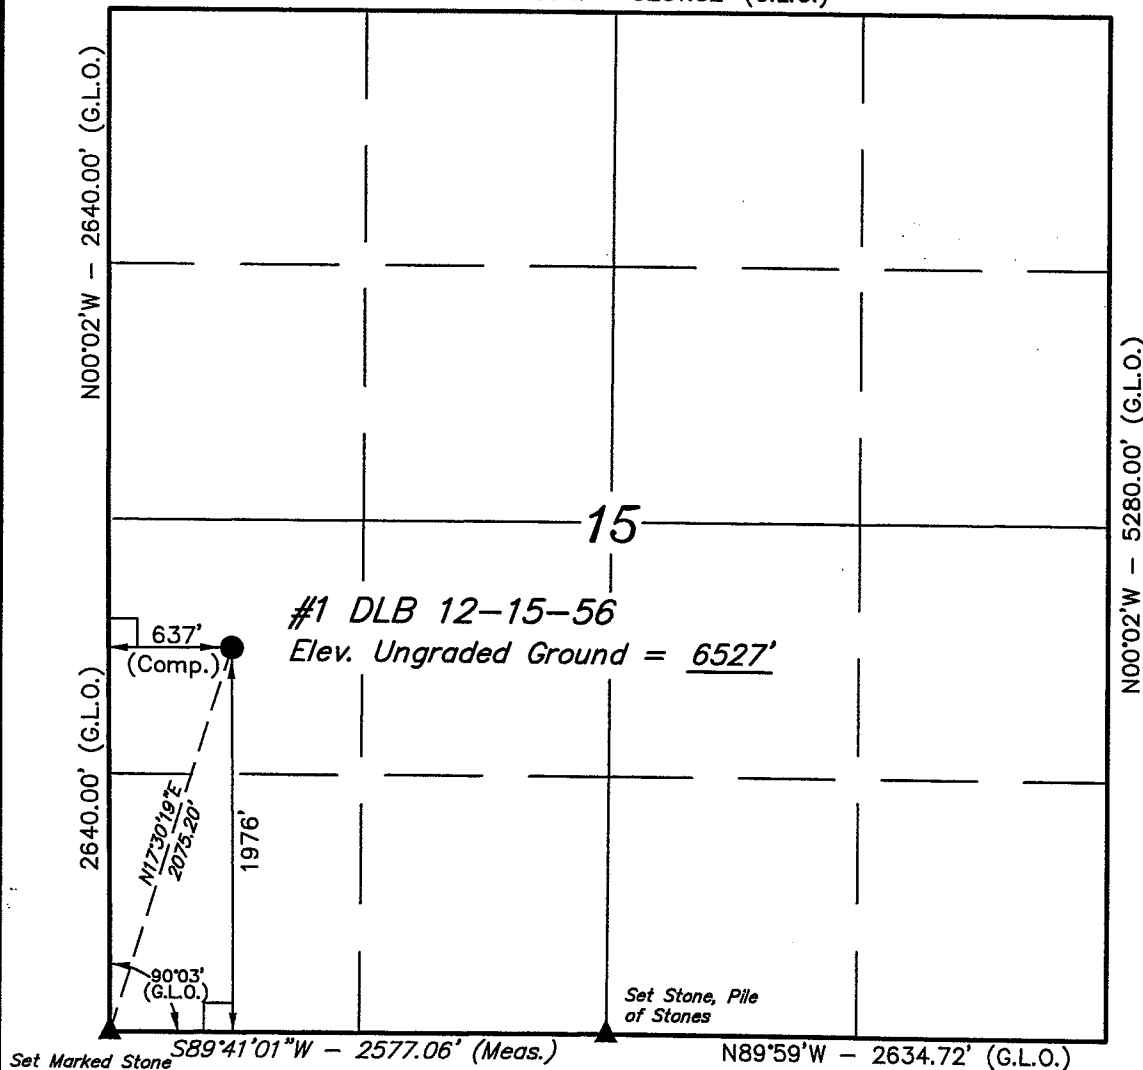 (G.L.O.)
N00°02'W – 2640.00' (G.L.O.)
N00°02'W – 5280.00' (G.L.O.)
15
#1 DLB 12–15–56
Elev. Ungraded Ground = 6527'
637'
(Comp.)
2640.00' (G.L.O.)
N17°30'19"E
2075.20'
1976'
90°03'
(G.L.O.)
Set Stone, Pile
of Stones
Set Marked Stone
S89°41'01"W – 2577.06' (Meas.)
N89°59'W – 2634.72' (G.L.O.)